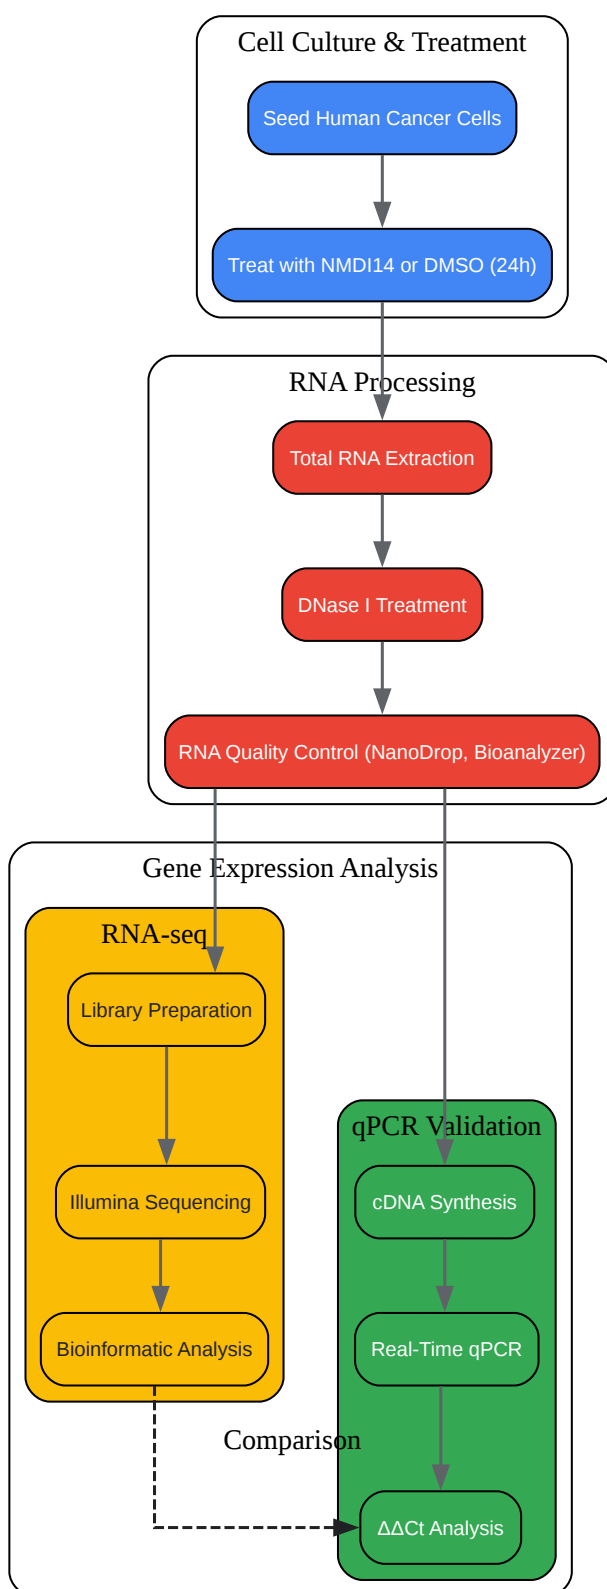 Cell Culture & Treatment
Seed Human Cancer Cells
Treat with NMDI14 or DMSO (24h)
RNA Processing
Total RNA Extraction
DNase I Treatment
RNA Quality Control (NanoDrop, Bioanalyzer)
Gene Expression Analysis
RNA-seq
Library Preparation
Illumina Sequencing
Bioinformatic Analysis
qPCR Validation
cDNA Synthesis
Real-Time qPCR
Comparison
ΔΔCt Analysis